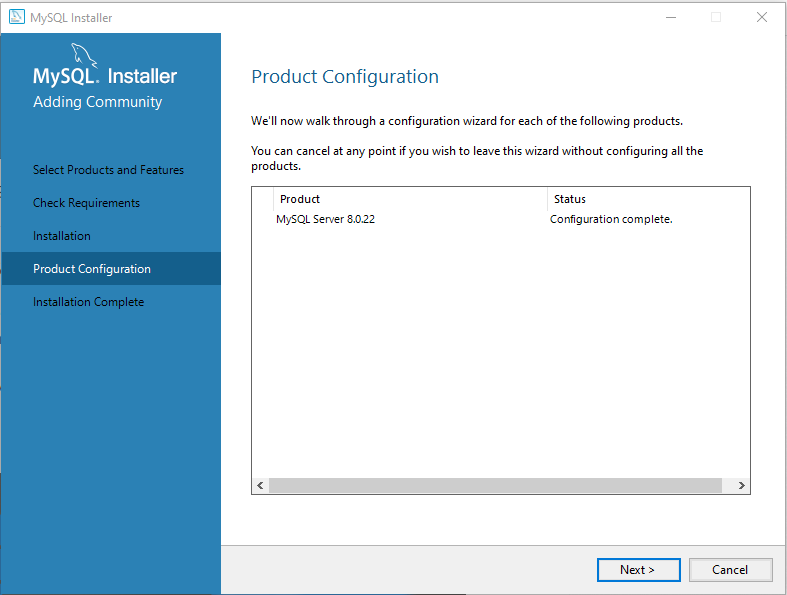 MySQL Installer
MySQL. Installer
Adding Community
Select Products and Features
Check Requirements
Installation
Product Configuration
Installation Complete
Product Configuration
We'll now walk through a configuration wizard for each of the following products.
You can cancel at any point if you wish to leave this wizard without configuring all the
products.
Product Status
MySQL Server 8.0.22 Configuration complete.
Next > Cancel